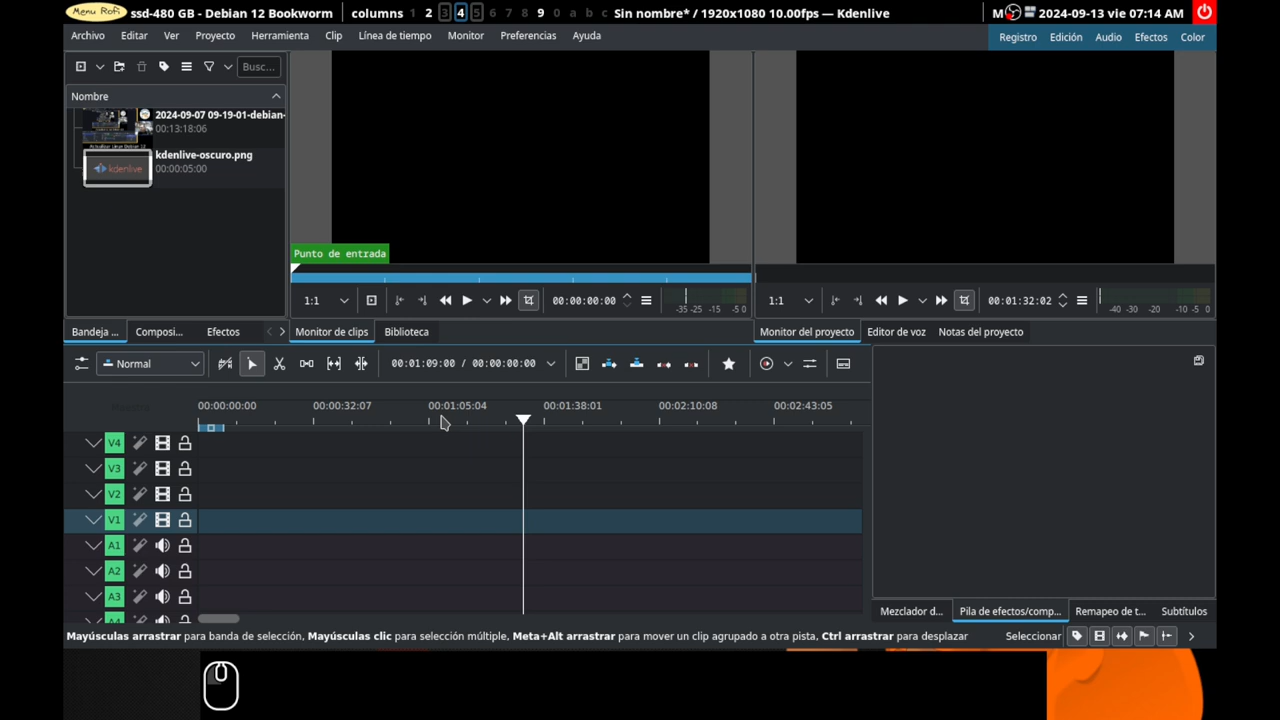 Menu Rofi ssd-480 GB - Debian 12 Bookworm columns 1 2 3 4 5 6 7 8 9 0 a b c Sin nombre* / 1920x1080 10.00fps — Kdenlive M 2024-09-13 vie 07:14 AM
Archivo Editar Ver Proyecto Herramienta Clip Línea de tiempo Monitor Preferencias Ayuda Registro Edición Audio Efectos Color
Busc...
Nombre
2024-09-07 09-19-01-debian-
00:13:18:06
Actualizar Linux Debian 12
kdenlive-oscuro.png
00:00:05:00
kdenlive
Punto de entrada
1:1 00:00:00:00 -35 -25 -15 -5 0 1:1 00:01:32:02 -40 -30 -20 -10 -5 0
Bandeja ... Composi... Efectos Monitor de clips Biblioteca Monitor del proyecto Editor de voz Notas del proyecto
Normal 00:01:09:00 / 00:00:00:00
Maestra 00:00:00:00 00:00:32:07 00:01:05:04 00:01:38:01 00:02:10:08 00:02:43:05
V4
V3
V2
V1
A1
A2
A3
A4
Mezclador d... Pila de efectos/comp... Remapeo de t... Subtítulos
Mayúsculas arrastrar para banda de selección, Mayúsculas clic para selección múltiple, Meta+Alt arrastrar para mover un clip agrupado a otra pista, Ctrl arrastrar para desplazar Seleccionar